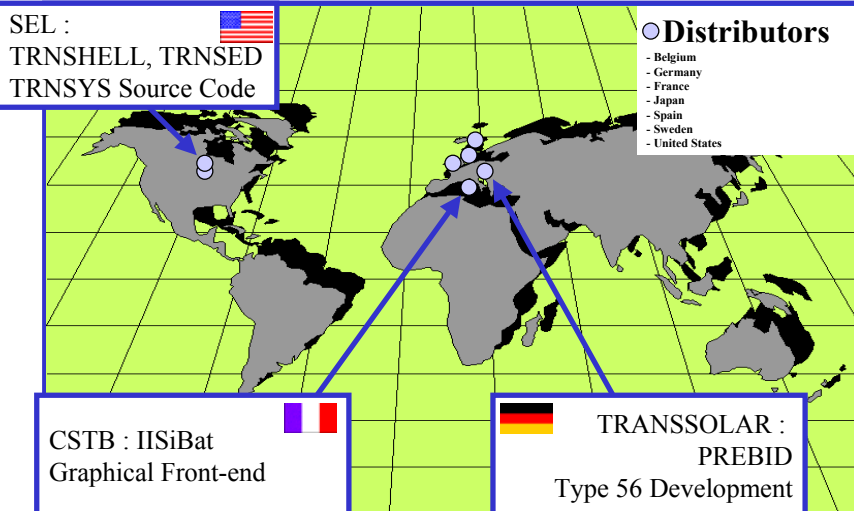 SEL :
TRNSHELL, TRNSED
TRNSYS Source Code
Distributors
- Belgium
- Germany
- France
- Japan
- Spain
- Sweden
- United States
CSTB : IISiBat
Graphical Front-end
TRANSSOLAR :
PREBID
Type 56 Development